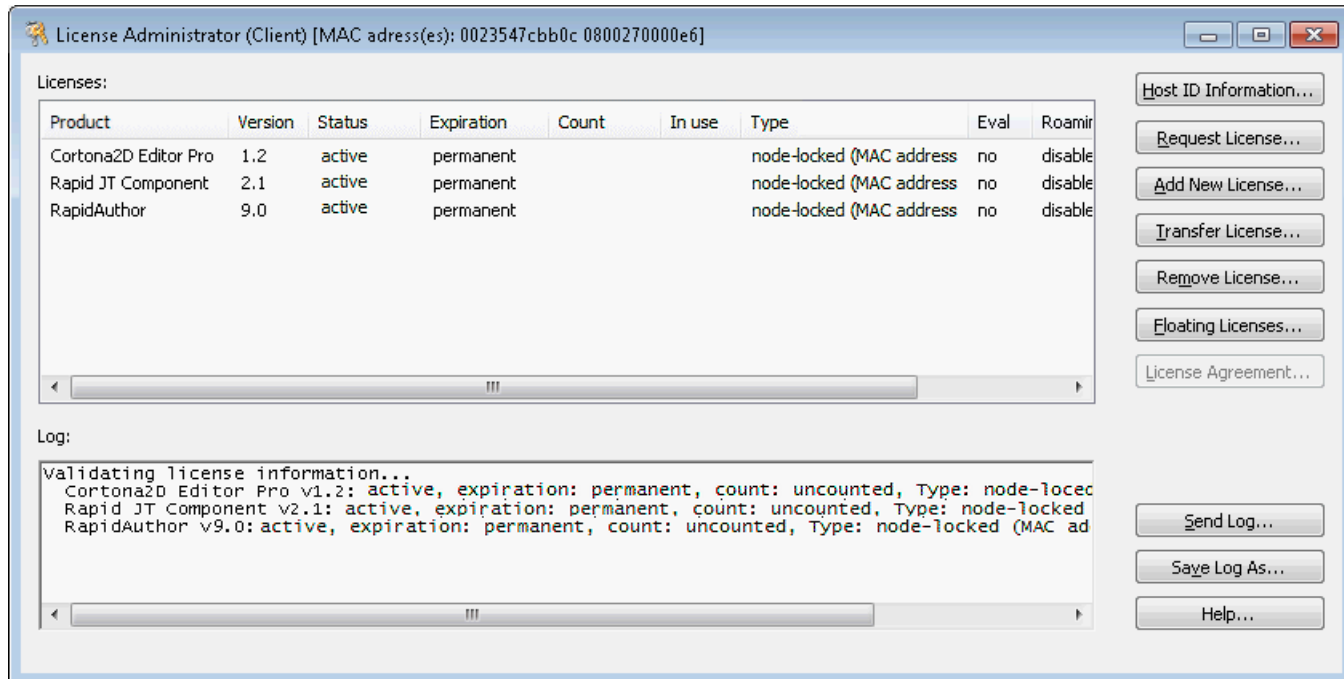 License Administrator (Client) [MAC adress(es): 0023547cbb0c 0800270000e6]
Licenses:
Product Version Status Expiration Count In use Type Eval Roamir
Cortona2D Editor Pro 1.2 active permanent node-locked (MAC address no disable
Rapid JT Component 2.1 active permanent node-locked (MAC address no disable
RapidAuthor 9.0 active permanent node-locked (MAC address no disable
Host ID Information...
Request License...
Add New License...
Transfer License...
Remove License...
Floating Licenses...
License Agreement...
Log:
Validating license information...
Cortona2D Editor Pro v1.2: active, expiration: permanent, count: uncounted, Type: node-loced
Rapid JT Component v2.1: active, expiration: permanent, count: uncounted, Type: node-locked
RapidAuthor v9.0: active, expiration: permanent, count: uncounted, Type: node-locked (MAC ad
Send Log...
Save Log As...
Help...